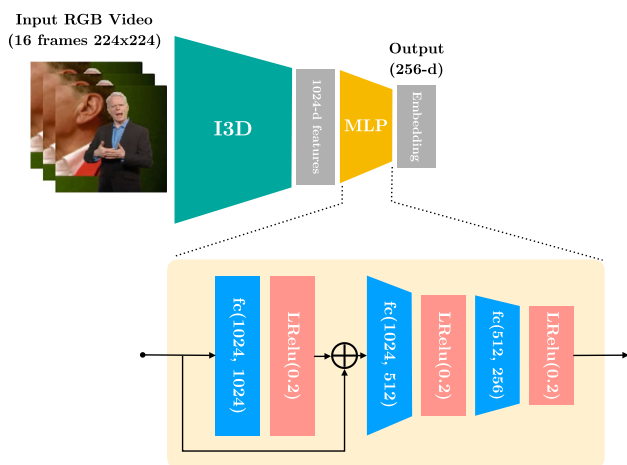 Input RGB Video
(16 frames 224x224)
I3D
1024-d features
MLP
Output
(256-d)
Embedding
fc(1024, 1024)
LRelu(0.2)
fc(1024, 512)
LRelu(0.2)
fc(512, 256)
LRelu(0.2)